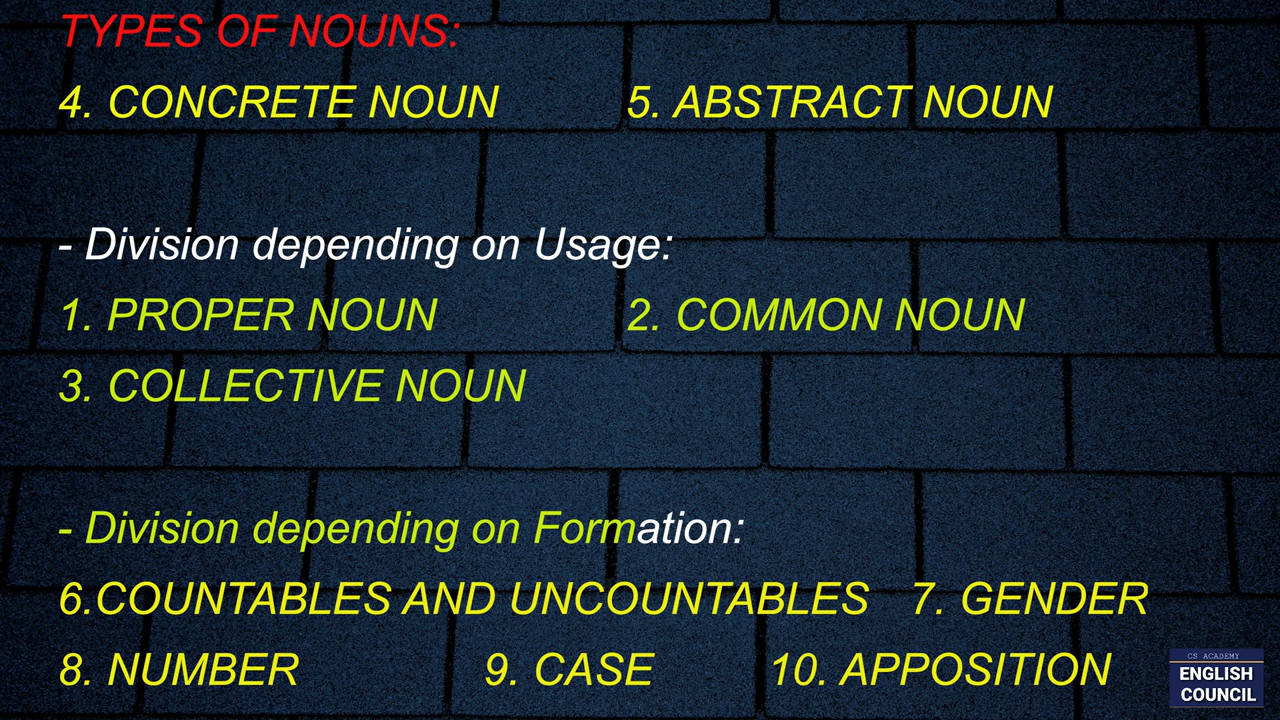 TYPES OF NOUNS:
4. CONCRETE NOUN 5. ABSTRACT NOUN
- Division depending on Usage:
1. PROPER NOUN 2. COMMON NOUN
3. COLLECTIVE NOUN
- Division depending on Formation:
6.COUNTABLES AND UNCOUNTABLES 7. GENDER
8. NUMBER 9. CASE 10. APPOSITION
CS ACADEMY
ENGLISH
COUNCIL